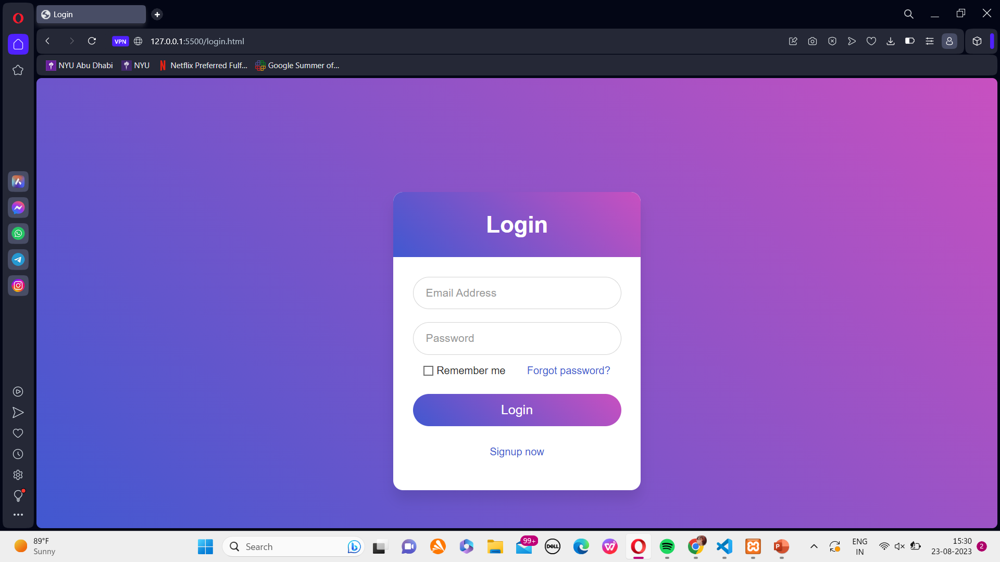 Login
VPN
127.0.0.1:5500/login.html
NYU Abu Dhabi
NYU
Netflix Preferred Fulf...
Google Summer of...
Login
Email Address
Password
Remember me
Forgot password?
Login
Signup now
89°F
Sunny
Search
99+
DELL
ENG
IN
15:30
23-08-2023
2